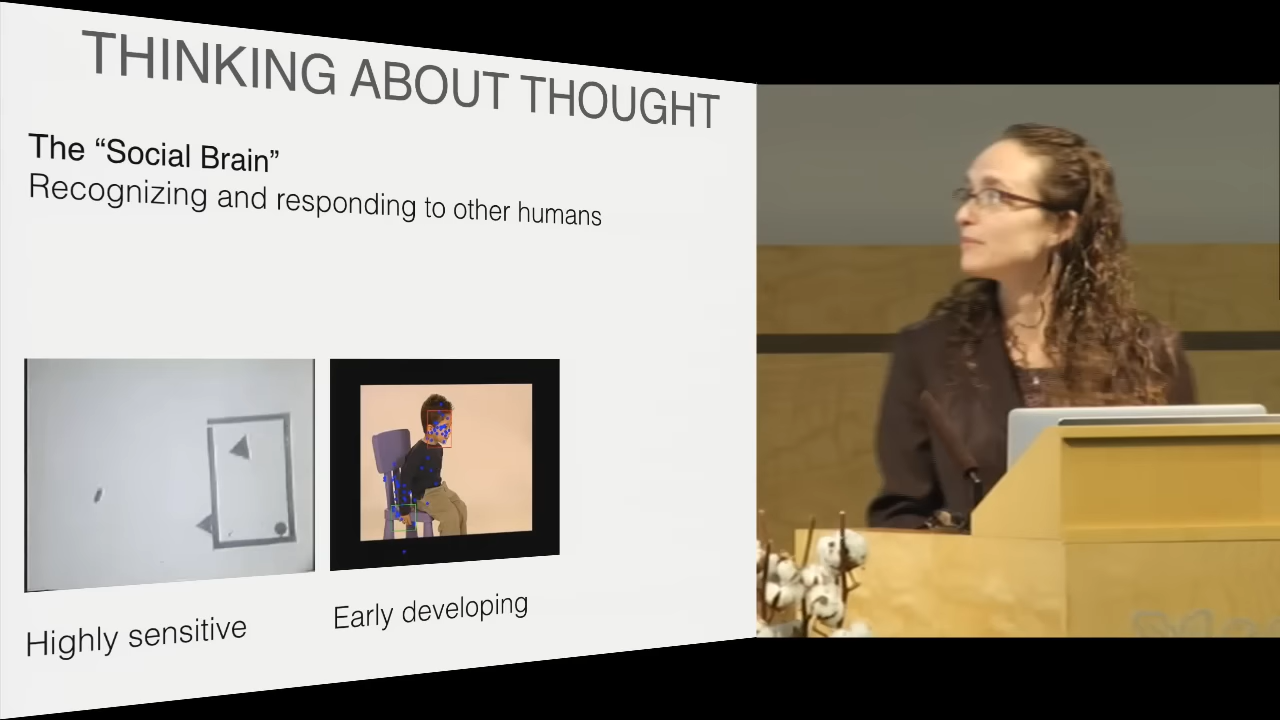 THINKING ABOUT THOUGHT
The “Social Brain”
Recognizing and responding to other humans
Highly sensitive
Early developing